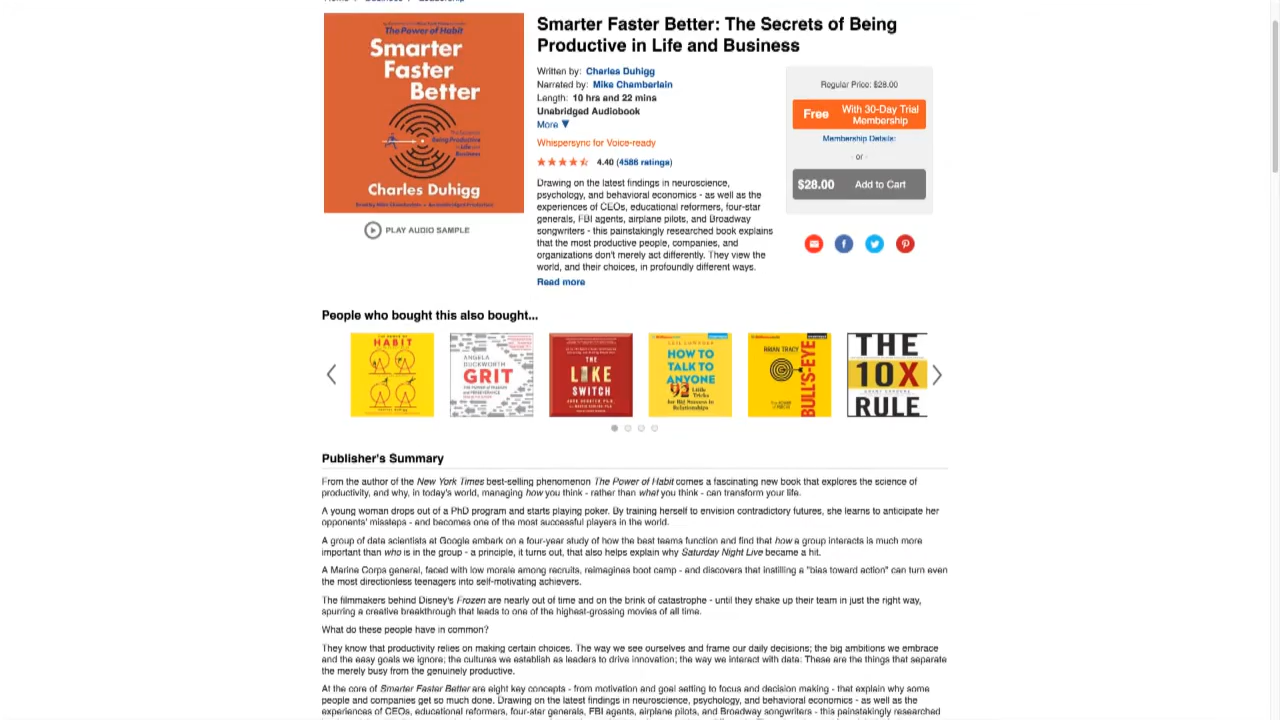 Smarter Faster Better: The Secrets of Being
Productive in Life and Business
The Power of Habit
Smarter
Faster
Better
Being Productive
in Life and
Business
Charles Duhigg
PLAY AUDIO SAMPLE
Written by: Charles Duhigg
Narrated by: Mike Chamberlain
Length: 10 hrs and 22 mins
Unabridged Audiobook
More
Whispersync for Voice-ready
4.40 (4586 ratings)
Drawing on the latest findings in neuroscience,
psychology, and behavioral economics - as well as the
experiences of CEOs, educational reformers, four-star
generals, FBI agents, airplane pilots, and Broadway
songwriters - this painstakingly researched book explains
that the most productive people, companies, and
organizations don't merely act differently. They view the
world, and their choices, in profoundly different ways.
Read more
Regular Price: $28.00
Free With 30-Day Trial
Membership
Membership Details:
- or -
$28.00 Add to Cart
People who bought this also bought...
HABIT
ANGELA
DUCKWORTH
GRIT
THE
LIKE
SWITCH
HOW TO
TALK TO
ANYONE
92 Little
Tricks
for Big Success in
Relationships
BRIAN TRACY
BULL'S-EYE
THE
10X
RULE
Publisher's Summary
From the author of the New York Times best-selling phenomenon The Power of Habit comes a fascinating new book that explores the science of
productivity, and why, in today's world, managing how you think - rather than what you think - can transform your life.
A young woman drops out of a PhD program and starts playing poker. By training herself to envision contradictory futures, she learns to anticipate her
opponents' missteps - and becomes one of the most successful players in the world.
A group of data scientists at Google embark on a four-year study of how the best teams function and find that how a group interacts is much more
important than who is in the group - a principle, it turns out, that also helps explain why Saturday Night Live became a hit.
A Marine Corps general, faced with low morale among recruits, reimagines boot camp - and discovers that instilling a "bias toward action" can turn even
the most directionless teenagers into self-motivating achievers.
The filmmakers behind Disney's Frozen are nearly out of time and on the brink of catastrophe - until they shake up their team in just the right way,
spurring a creative breakthrough that leads to one of the highest-grossing movies of all time.
What do these people have in common?
They know that productivity relies on making certain choices. The way we see ourselves and frame our daily decisions; the big ambitions we embrace
and the easy goals we ignore; the cultures we establish as leaders to drive innovation; the way we interact with data: These are the things that separate
the merely busy from the genuinely productive.
At the core of Smarter Faster Better are eight key concepts - from motivation and goal setting to focus and decision making - that explain why some
people and companies get so much done. Drawing on the latest findings in neuroscience, psychology, and behavioral economics - as well as the
experiences of CEOs, educational reformers, four-star generals, FBI agents, airplane pilots, and Broadway songwriters - this painstakingly researched